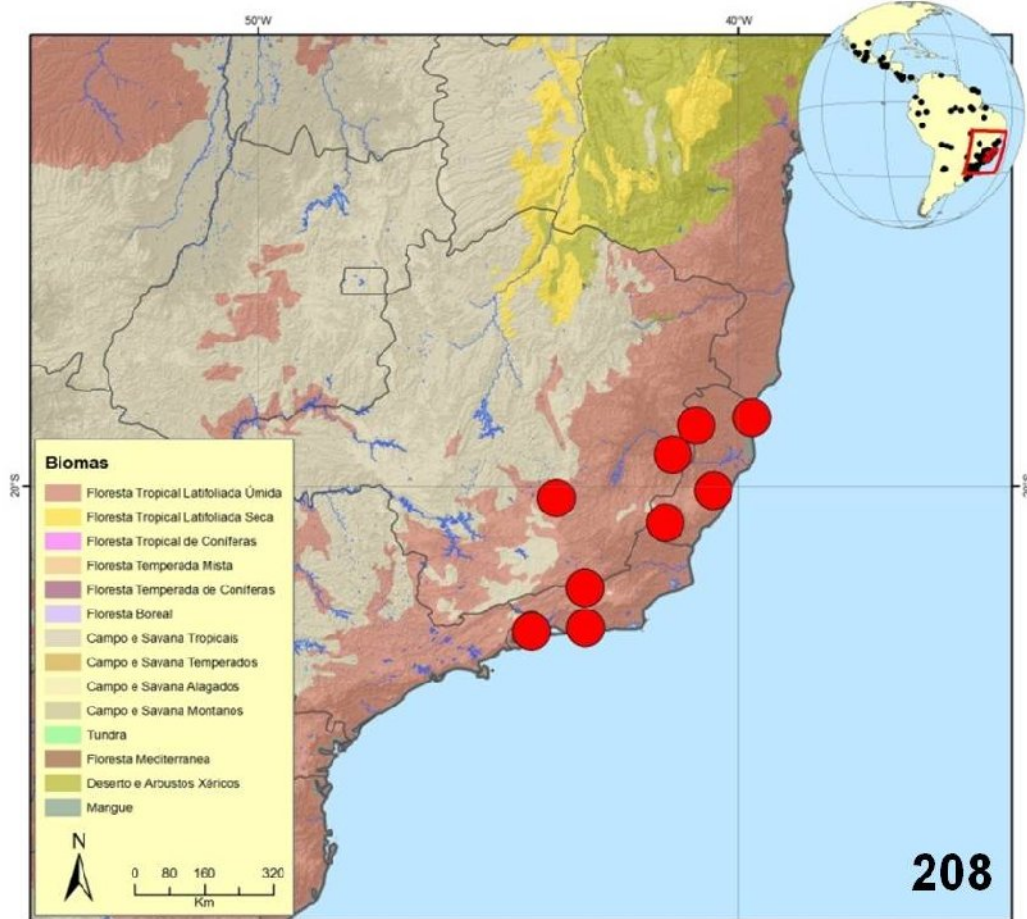 50°W
40°W
20°S
20°S
Biomas
Floresta Tropical Latifoliada Úmida
Floresta Tropical Latifoliada Seca
Floresta Tropical de Coníferas
Floresta Temperada Mista
Floresta Temperada de Coníferas
Floresta Boreal
Campo e Savana Tropicais
Campo e Savana Temperados
Campo e Savana Alagados
Campo e Savana Montanos
Tundra
Floresta Mediterranea
Deserto e Arbustos Xéricos
Mangue
N
0 80 160 320
Km
208